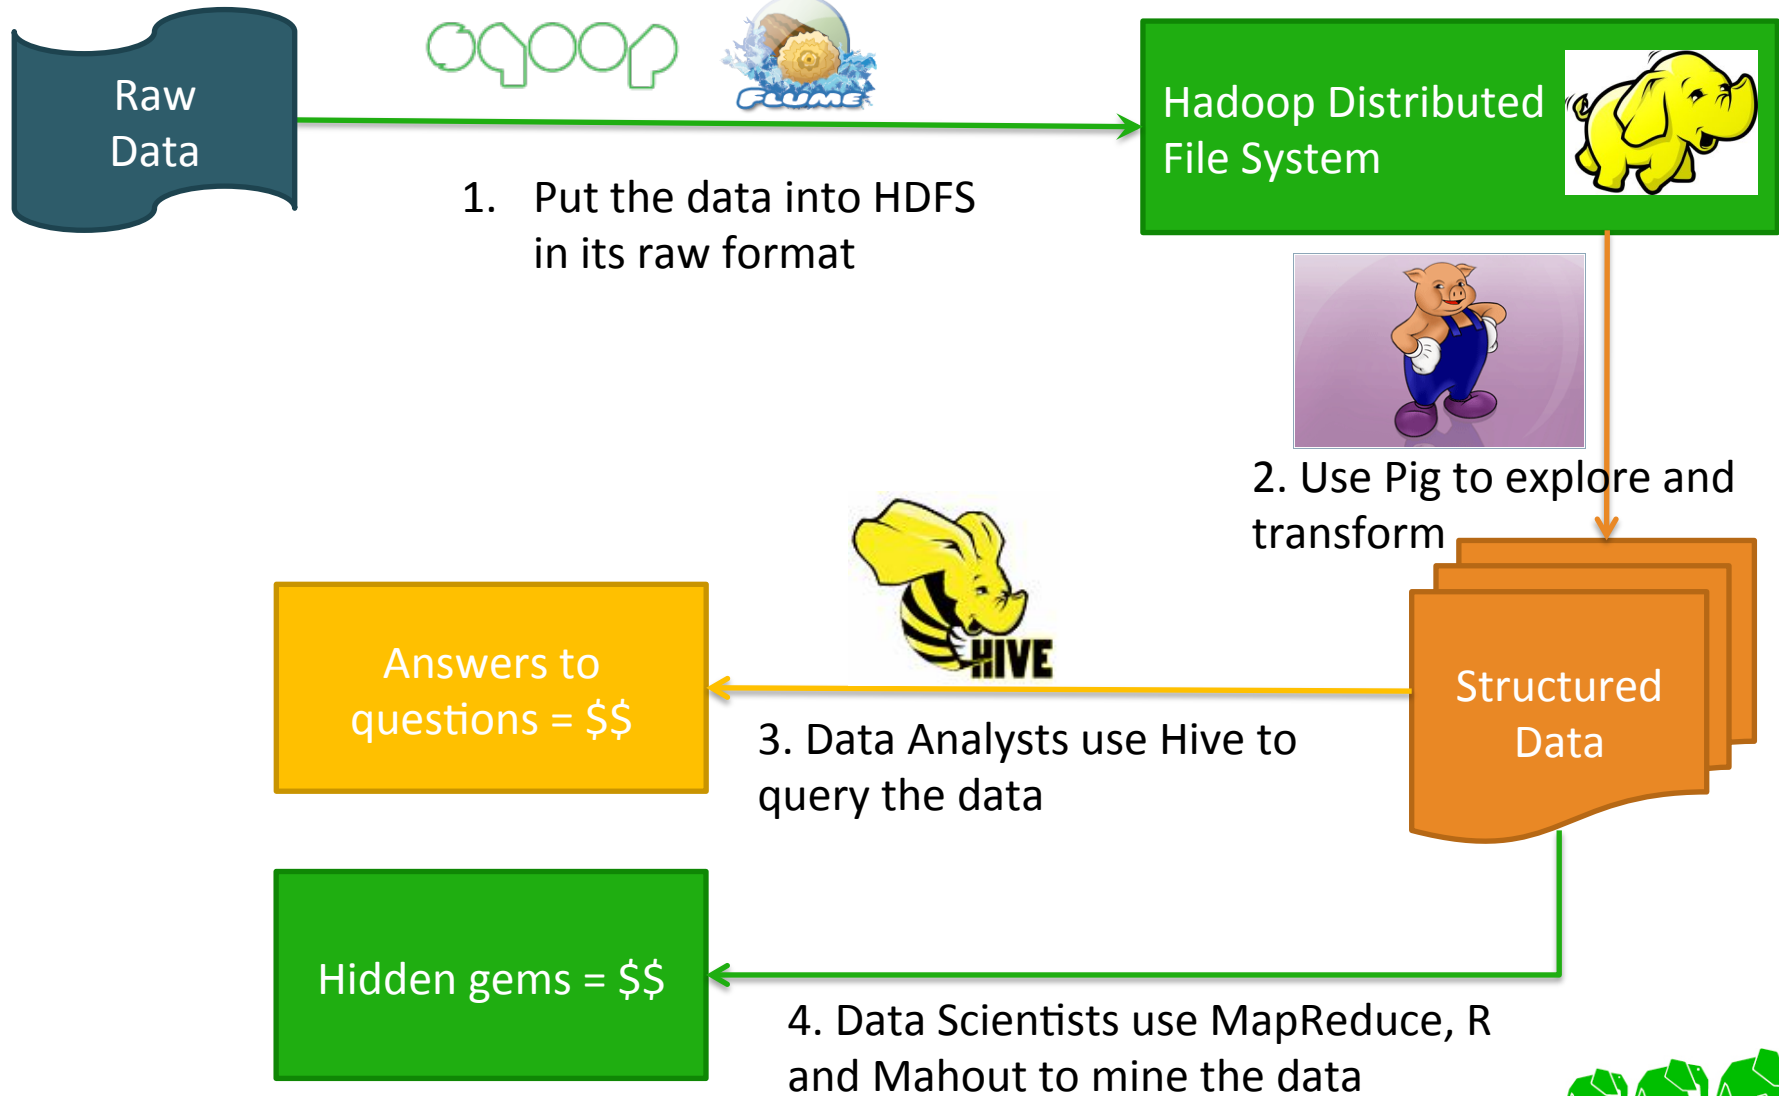 Raw
Data
sqoop
FLUME
Hadoop Distributed
File System
1. Put the data into HDFS
in its raw format
2. Use Pig to explore and
transform
HIVE
Answers to
questions = $$
3. Data Analysts use Hive to
query the data
Structured
Data
Hidden gems = $$
4. Data Scientists use MapReduce, R
and Mahout to mine the data